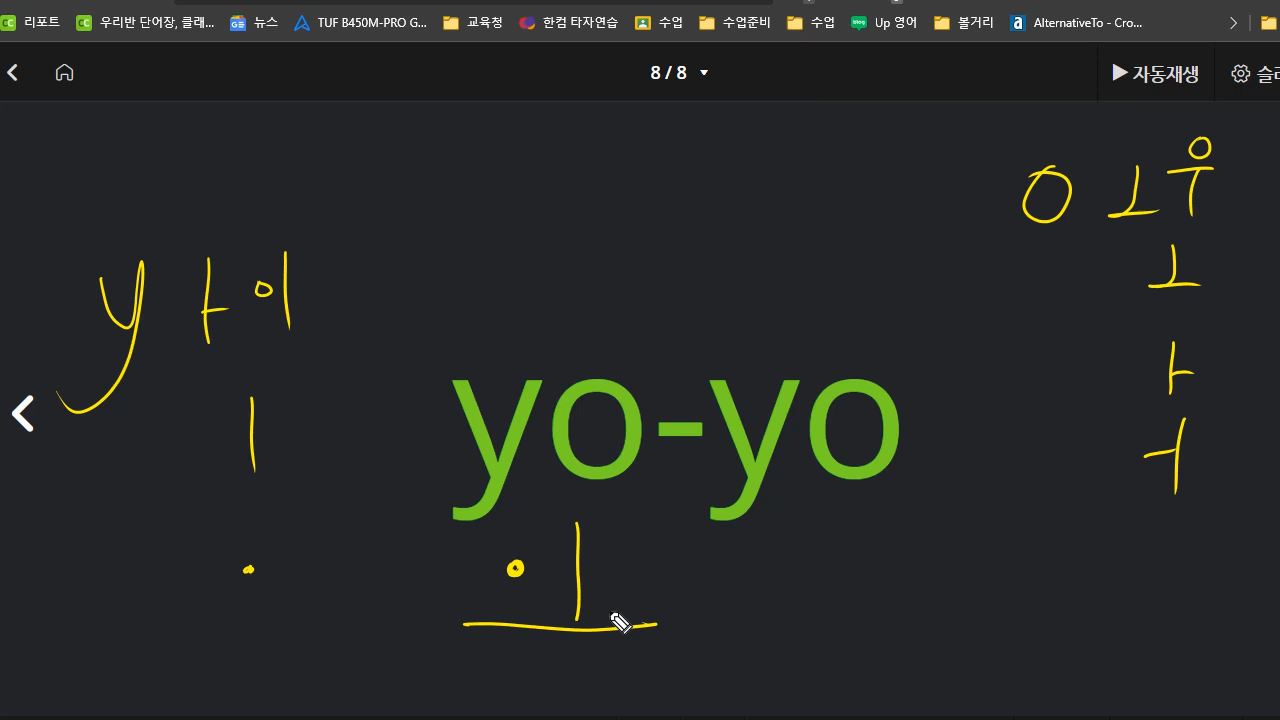 리포트 우리반 단어장, 클래... 뉴스 TUF B450M-PRO G... 교육청 한컴 타자연습 수업 수업준비 수업 Up 영어 볼거리 AlternativeTo - Cro...
8 / 8 자동재생 슬
o ㅗ 우
ㅗ
y ㅏ 이
ㅏ
yo-yo
ㅣ
ㅓ